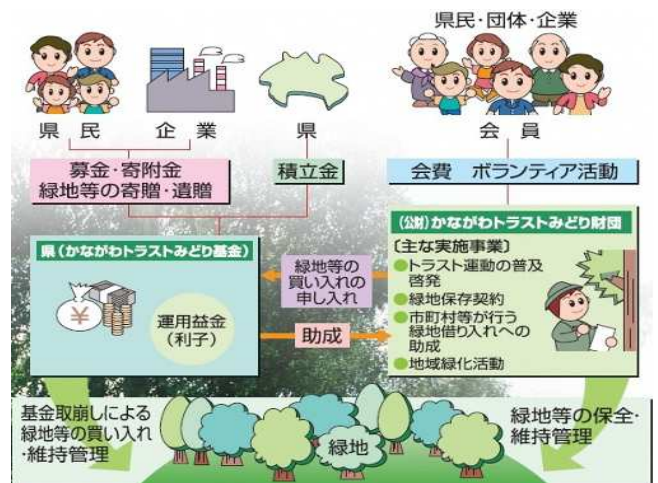 県民・団体・企業
県民
企業
県
会員
募金・寄附金
緑地等の寄贈・遺贈
積立金
会費 ボランティア活動
県(かながわトラストみどり基金)
¥
運用益金
(利子)
緑地等の
買い入れの
申し入れ
助成
(公財)かながわトラストみどり財団
〔主な実施事業〕
●トラスト運動の普及
啓発
●緑地保存契約
●市町村等が行う
緑地借り入れへの
助成
●地域緑化活動
基金取崩しによる
緑地等の買い入れ
・維持管理
緑地
緑地等の保全・
維持管理